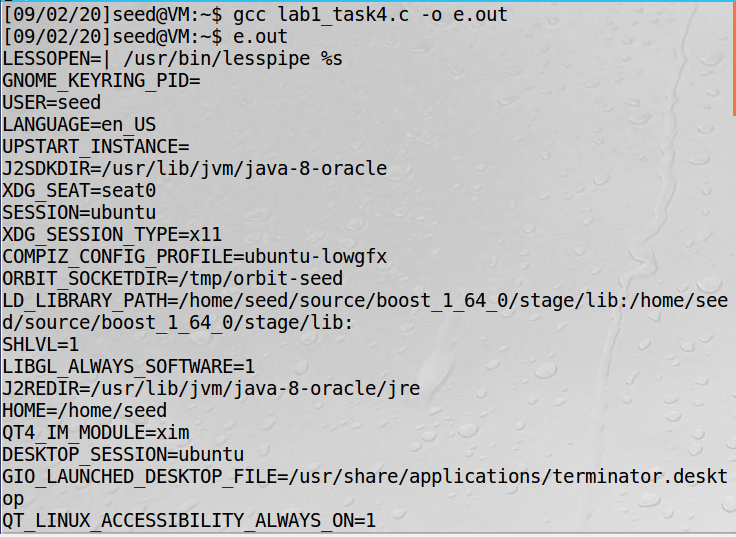 [09/02/20]seed@VM:~$ gcc lab1_task4.c -o e.out
[09/02/20]seed@VM:~$ e.out
LESSOPEN=| /usr/bin/lesspipe %s
GNOME_KEYRING_PID=
USER=seed
LANGUAGE=en_US
UPSTART_INSTANCE=
J2SDKDIR=/usr/lib/jvm/java-8-oracle
XDG_SEAT=seat0
SESSION=ubuntu
XDG_SESSION_TYPE=x11
COMPIZ_CONFIG_PROFILE=ubuntu-lowgfx
ORBIT_SOCKETDIR=/tmp/orbit-seed
LD_LIBRARY_PATH=/home/seed/source/boost_1_64_0/stage/lib:/home/see
d/source/boost_1_64_0/stage/lib:
SHLVL=1
LIBGL_ALWAYS_SOFTWARE=1
J2REDIR=/usr/lib/jvm/java-8-oracle/jre
HOME=/home/seed
QT4_IM_MODULE=xim
DESKTOP_SESSION=ubuntu
GIO_LAUNCHED_DESKTOP_FILE=/usr/share/applications/terminator.deskt
op
QT_LINUX_ACCESSIBILITY_ALWAYS_ON=1